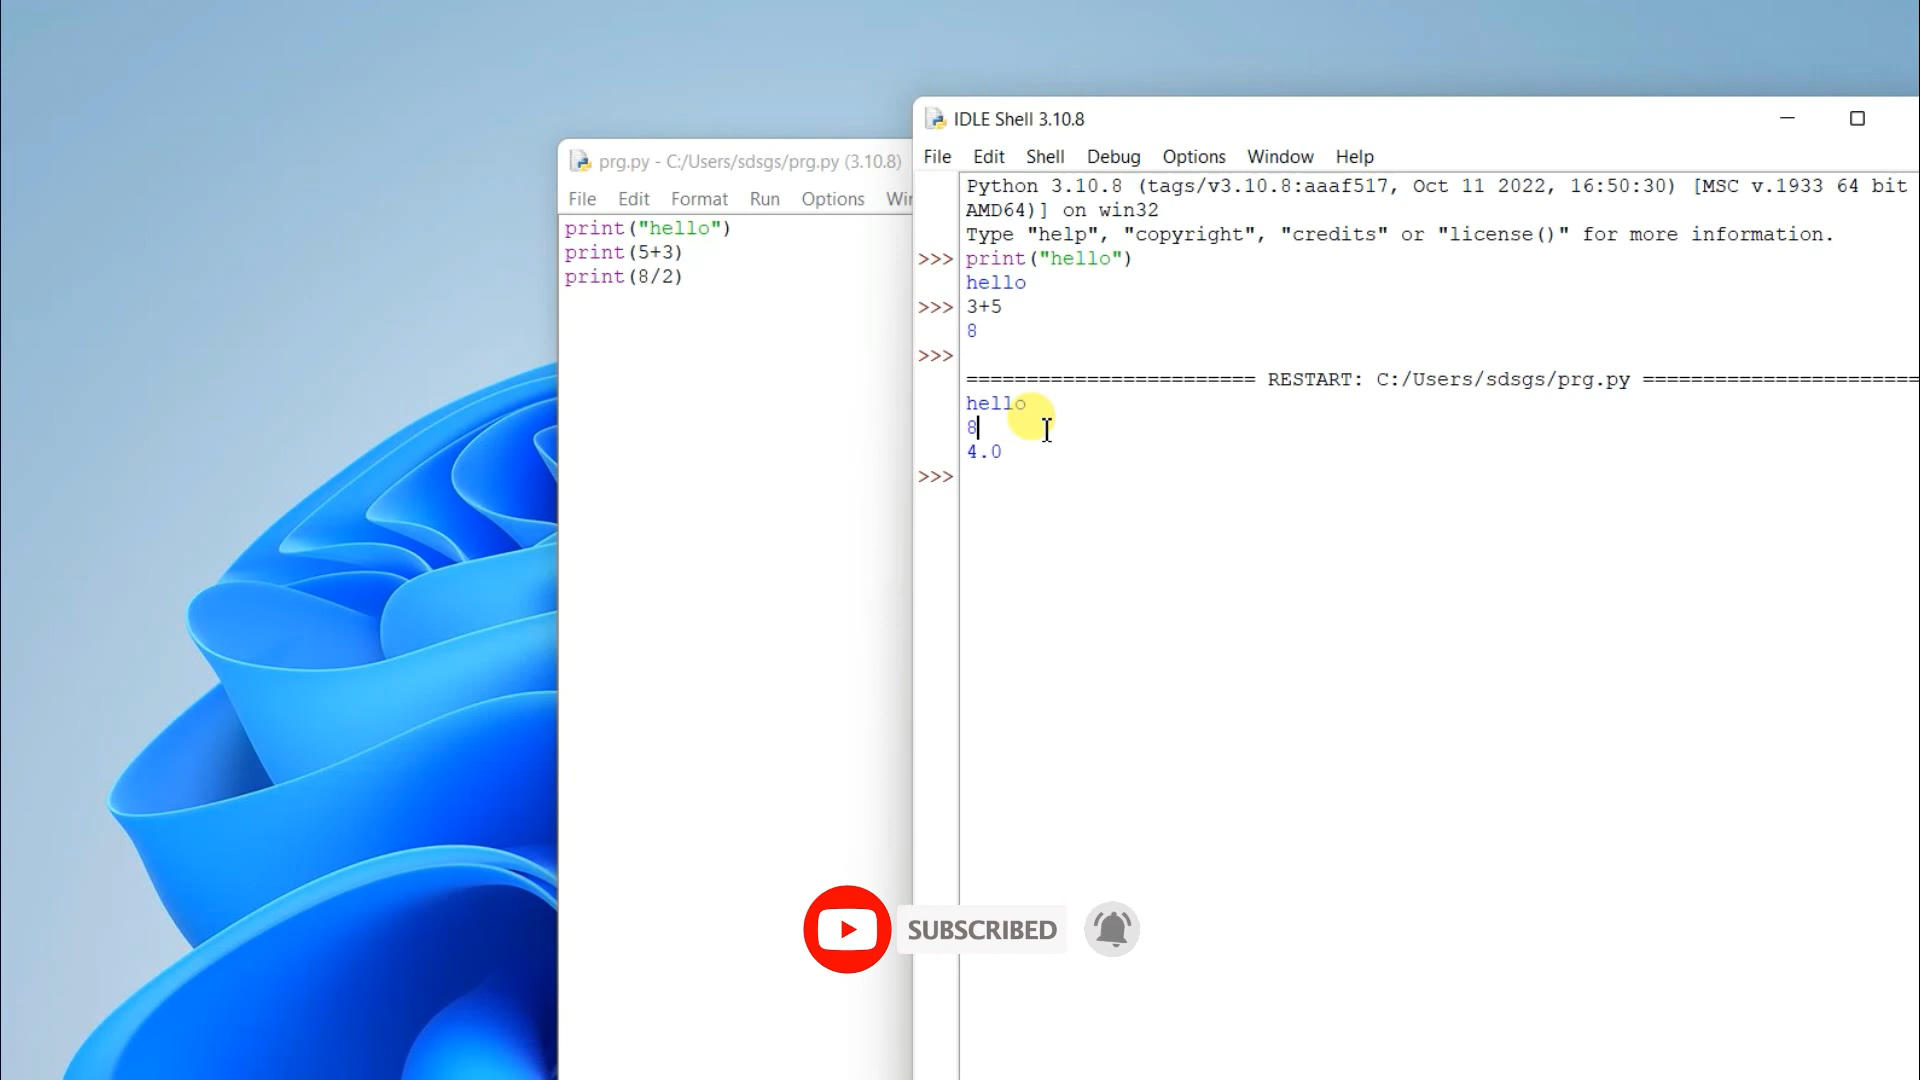 prg.py - C:/Users/sdsgs/prg.py (3.10.8)
File Edit Format Run Options
print("hello")
print(5+3)
print(8/2)
IDLE Shell 3.10.8
File Edit Shell Debug Options Window Help
Python 3.10.8 (tags/v3.10.8:aaaf517, Oct 11 2022, 16:50:30) [MSC v.1933 64 bit
AMD64)] on win32
Type "help", "copyright", "credits" or "license()" for more information.
>>> print("hello")
hello
>>> 3+5
8
>>>
======================== RESTART: C:/Users/sdsgs/prg.py =======================
hello
8
4.0
>>>
SUBSCRIBED